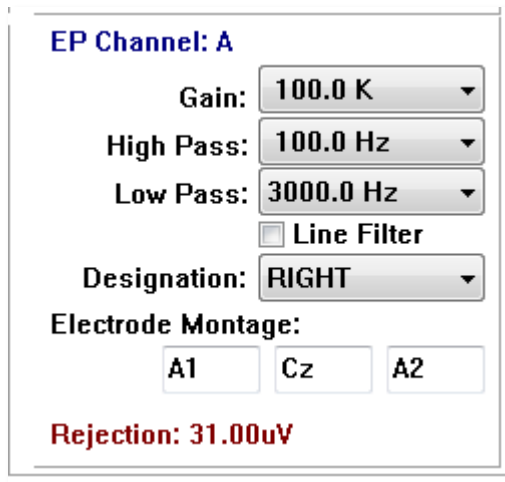 EP Channel: A
Gain: 100.0 K
High Pass: 100.0 Hz
Low Pass: 3000.0 Hz
Line Filter
Designation: RIGHT
Electrode Montage:
A1 Cz A2
Rejection: 31.00uV